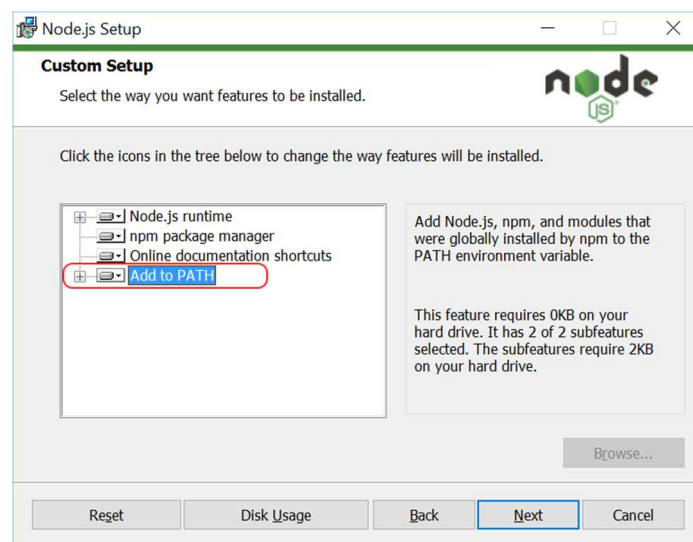 Node.js Setup
Custom Setup
Select the way you want features to be installed.
node
JS
Click the icons in the tree below to change the way features will be installed.
Node.js runtime
npm package manager
Online documentation shortcuts
Add to PATH
Add Node.js, npm, and modules that
were globally installed by npm to the
PATH environment variable.
This feature requires 0KB on your
hard drive. It has 2 of 2 subfeatures
selected. The subfeatures require 2KB
on your hard drive.
Browse...
Reset
Disk Usage
Back
Next
Cancel